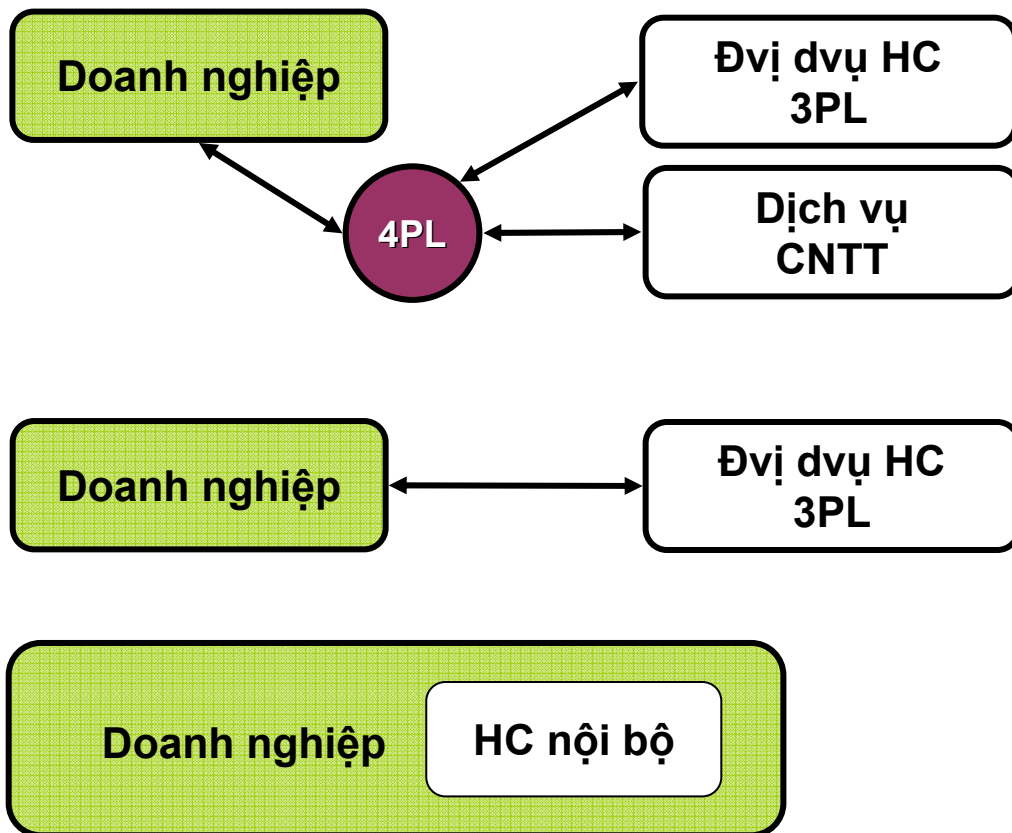 Doanh nghiệp
Đvị dvụ HC
3PL
4PL
Dịch vụ
CNTT
Doanh nghiệp
Đvị dvụ HC
3PL
Doanh nghiệp
HC nội bộ